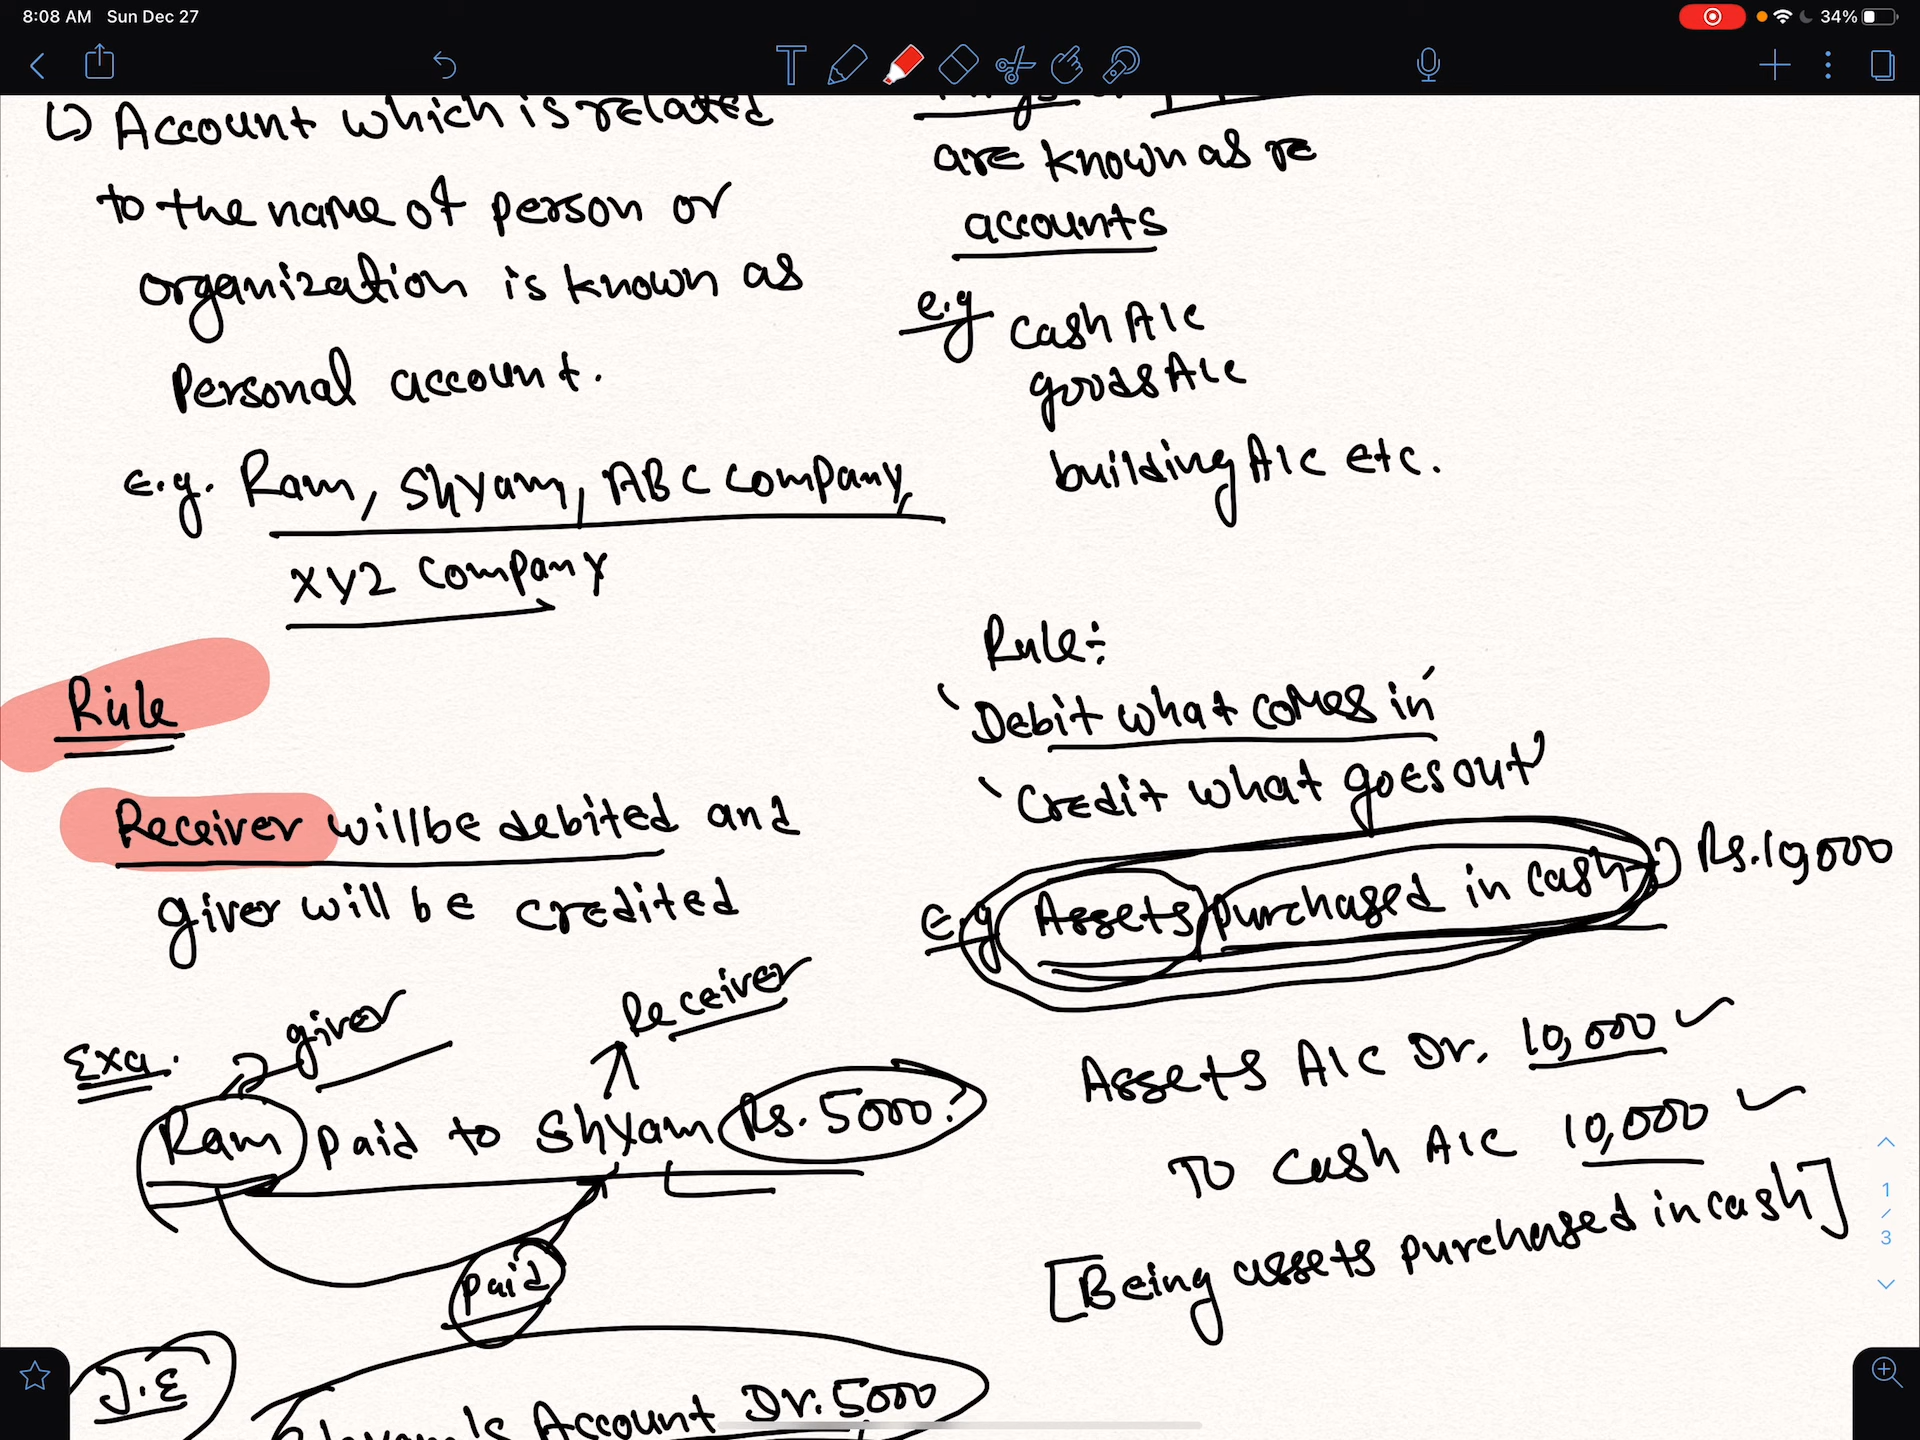 8:08 AM Sun Dec 27
34%
Account which is related
to the name of person or
organization is known as
Personal account.
e.g. Ram, Shyam, ABC company,
XYZ company
Rule
Receiver will be debited and
giver will be credited
giver
Receiver
Exa.
Ram paid to Shyam Rs. 5000.
paid
J.E
Account Dr. 5000
are known as re
accounts
e.g cash A/c
goods A/c
building A/c etc.
Rule:
'Debit what comes in'
'Credit what goes out'
e.g Assets purchased in cash Rs. 10,000
Assets A/c Dr. 10,000
To cash A/c 10,000
[Being assets purchased in cash]
1
/
3